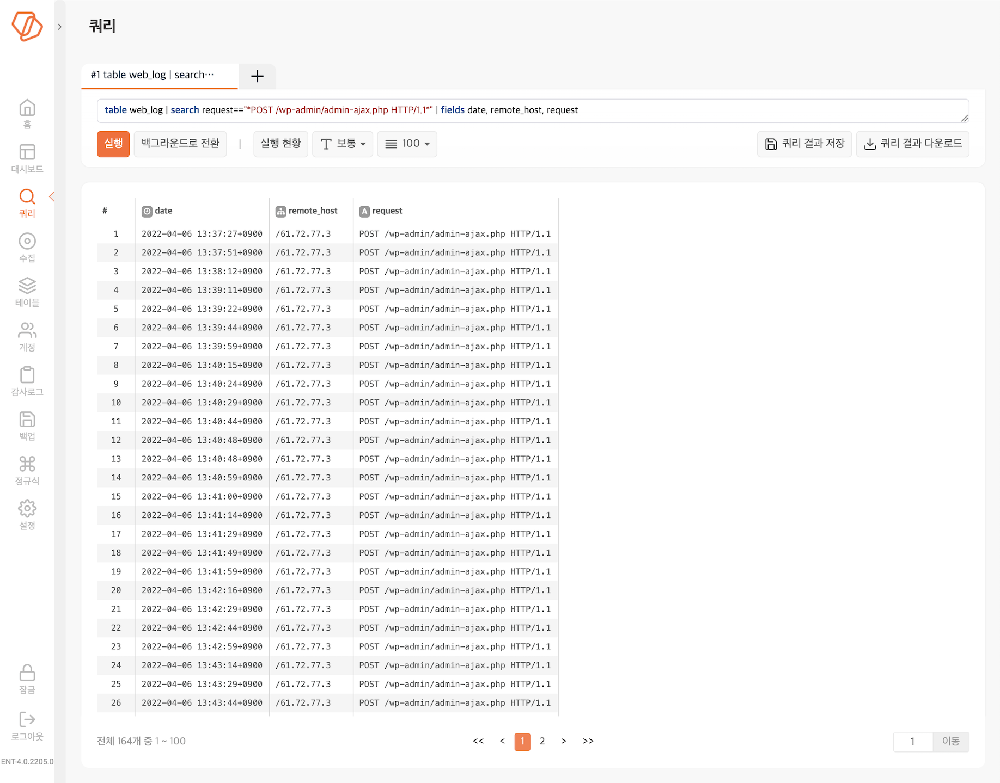 쿼리
#1 table web_log | search⋯
table web_log | search request=="*POST /wp-admin/admin-ajax.php HTTP/1.1*" | fields date, remote_host, request
실행 백그라운드로 전환 | 실행 현황 보통 100 쿼리 결과 저장 쿼리 결과 다운로드
홈
대시보드
쿼리
수집
테이블
계정
감사로그
백업
정규식
설정
잠금
로그아웃
ENT-4.0.2205.0
# date remote_host A request
1 2022-04-06 13:37:27+0900 /61.72.77.3 POST /wp-admin/admin-ajax.php HTTP/1.1
2 2022-04-06 13:37:51+0900 /61.72.77.3 POST /wp-admin/admin-ajax.php HTTP/1.1
3 2022-04-06 13:38:12+0900 /61.72.77.3 POST /wp-admin/admin-ajax.php HTTP/1.1
4 2022-04-06 13:39:11+0900 /61.72.77.3 POST /wp-admin/admin-ajax.php HTTP/1.1
5 2022-04-06 13:39:22+0900 /61.72.77.3 POST /wp-admin/admin-ajax.php HTTP/1.1
6 2022-04-06 13:39:44+0900 /61.72.77.3 POST /wp-admin/admin-ajax.php HTTP/1.1
7 2022-04-06 13:39:59+0900 /61.72.77.3 POST /wp-admin/admin-ajax.php HTTP/1.1
8 2022-04-06 13:40:15+0900 /61.72.77.3 POST /wp-admin/admin-ajax.php HTTP/1.1
9 2022-04-06 13:40:24+0900 /61.72.77.3 POST /wp-admin/admin-ajax.php HTTP/1.1
10 2022-04-06 13:40:29+0900 /61.72.77.3 POST /wp-admin/admin-ajax.php HTTP/1.1
11 2022-04-06 13:40:44+0900 /61.72.77.3 POST /wp-admin/admin-ajax.php HTTP/1.1
12 2022-04-06 13:40:48+0900 /61.72.77.3 POST /wp-admin/admin-ajax.php HTTP/1.1
13 2022-04-06 13:40:48+0900 /61.72.77.3 POST /wp-admin/admin-ajax.php HTTP/1.1
14 2022-04-06 13:40:59+0900 /61.72.77.3 POST /wp-admin/admin-ajax.php HTTP/1.1
15 2022-04-06 13:41:00+0900 /61.72.77.3 POST /wp-admin/admin-ajax.php HTTP/1.1
16 2022-04-06 13:41:14+0900 /61.72.77.3 POST /wp-admin/admin-ajax.php HTTP/1.1
17 2022-04-06 13:41:29+0900 /61.72.77.3 POST /wp-admin/admin-ajax.php HTTP/1.1
18 2022-04-06 13:41:49+0900 /61.72.77.3 POST /wp-admin/admin-ajax.php HTTP/1.1
19 2022-04-06 13:41:59+0900 /61.72.77.3 POST /wp-admin/admin-ajax.php HTTP/1.1
20 2022-04-06 13:42:16+0900 /61.72.77.3 POST /wp-admin/admin-ajax.php HTTP/1.1
21 2022-04-06 13:42:29+0900 /61.72.77.3 POST /wp-admin/admin-ajax.php HTTP/1.1
22 2022-04-06 13:42:44+0900 /61.72.77.3 POST /wp-admin/admin-ajax.php HTTP/1.1
23 2022-04-06 13:42:59+0900 /61.72.77.3 POST /wp-admin/admin-ajax.php HTTP/1.1
24 2022-04-06 13:43:14+0900 /61.72.77.3 POST /wp-admin/admin-ajax.php HTTP/1.1
25 2022-04-06 13:43:29+0900 /61.72.77.3 POST /wp-admin/admin-ajax.php HTTP/1.1
26 2022-04-06 13:43:44+0900 /61.72.77.3 POST /wp-admin/admin-ajax.php HTTP/1.1
전체 164개 중 1 ~ 100 << < 1 2 > >> 1 이동